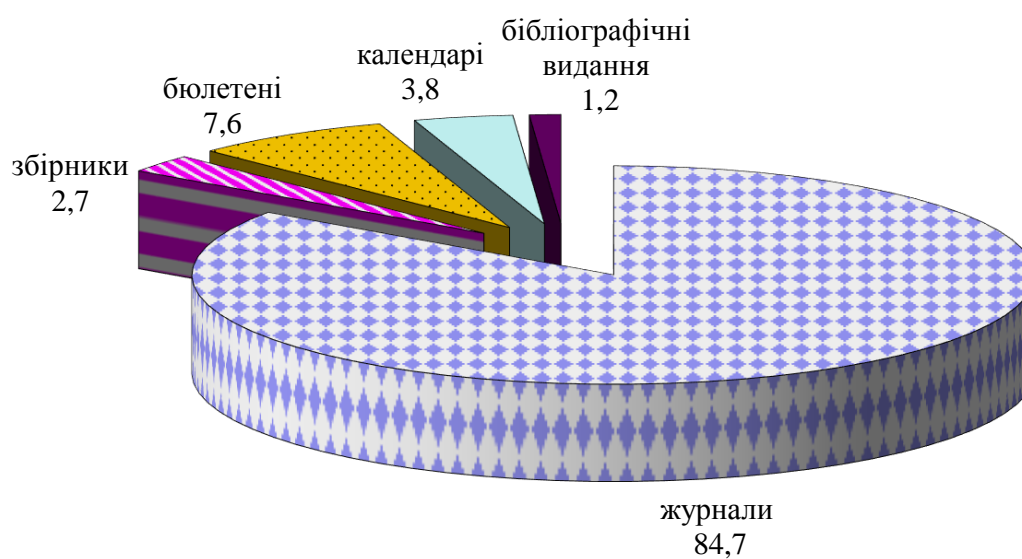 бібліографічні
видання
1,2
календарі
3,8
бюлетені
7,6
збірники
2,7
журнали
84,7